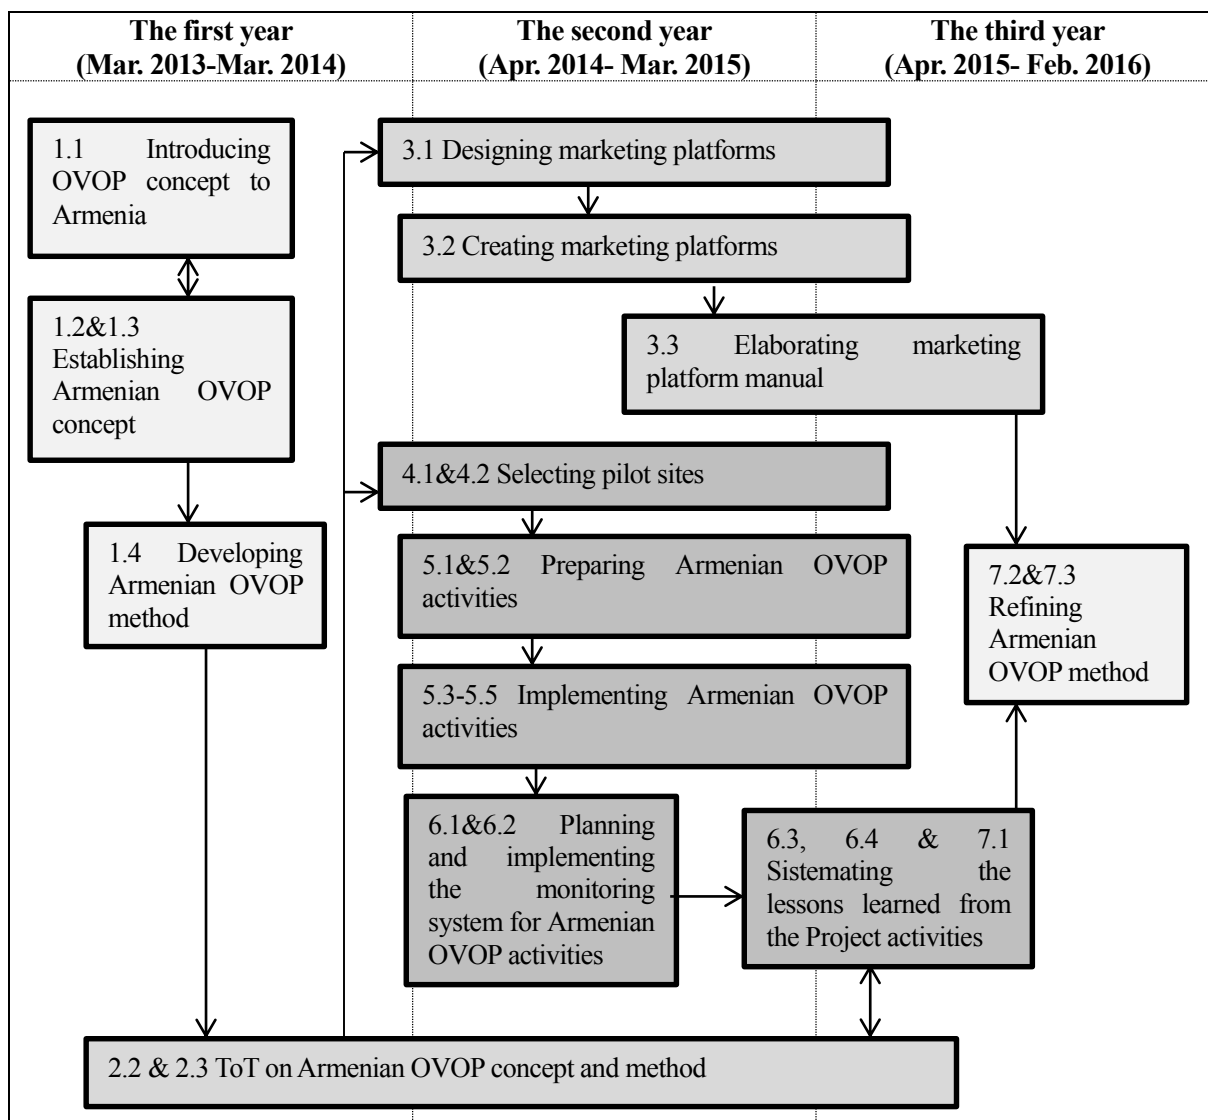 The first year
(Mar. 2013-Mar. 2014)
The second year
(Apr. 2014- Mar. 2015)
The third year
(Apr. 2015- Feb. 2016)
1.1 Introducing
OVOP concept to
Armenia
1.2&1.3
Establishing
Armenian OVOP
concept
1.4 Developing
Armenian OVOP
method
3.1 Designing marketing platforms
3.2 Creating marketing platforms
3.3 Elaborating marketing
platform manual
4.1&4.2 Selecting pilot sites
5.1&5.2 Preparing Armenian OVOP
activities
5.3-5.5 Implementing Armenian OVOP
activities
6.1&6.2 Planning
and implementing
the monitoring
system for Armenian
OVOP activities
6.3, 6.4 & 7.1
Sistemating the
lessons learned from
the Project activities
7.2&7.3
Refining
Armenian
OVOP method
2.2 & 2.3 ToT on Armenian OVOP concept and method